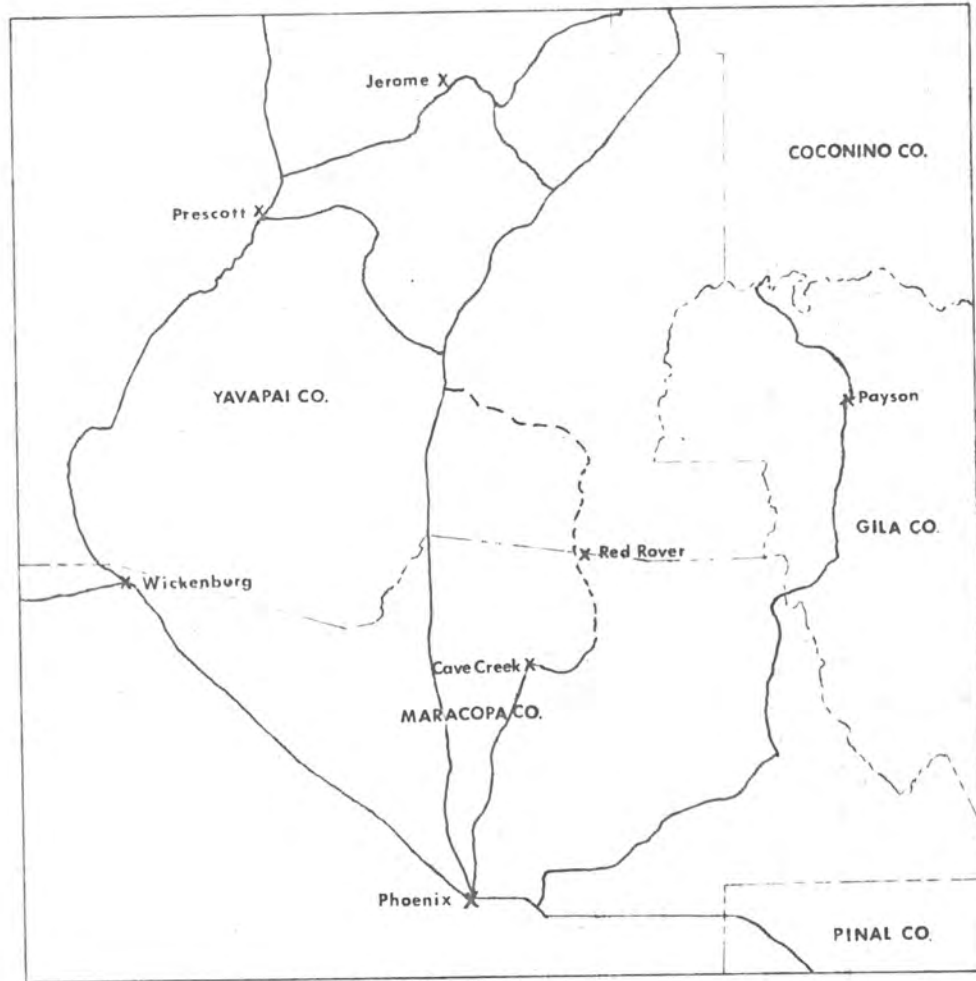 Jerome
COCONINO CO.
Prescott
YAVAPAI CO.
Payson
GILA CO.
Red Rover
Wickenburg
Cave Creek
MARACOPA CO.
Phoenix
PINAL CO.